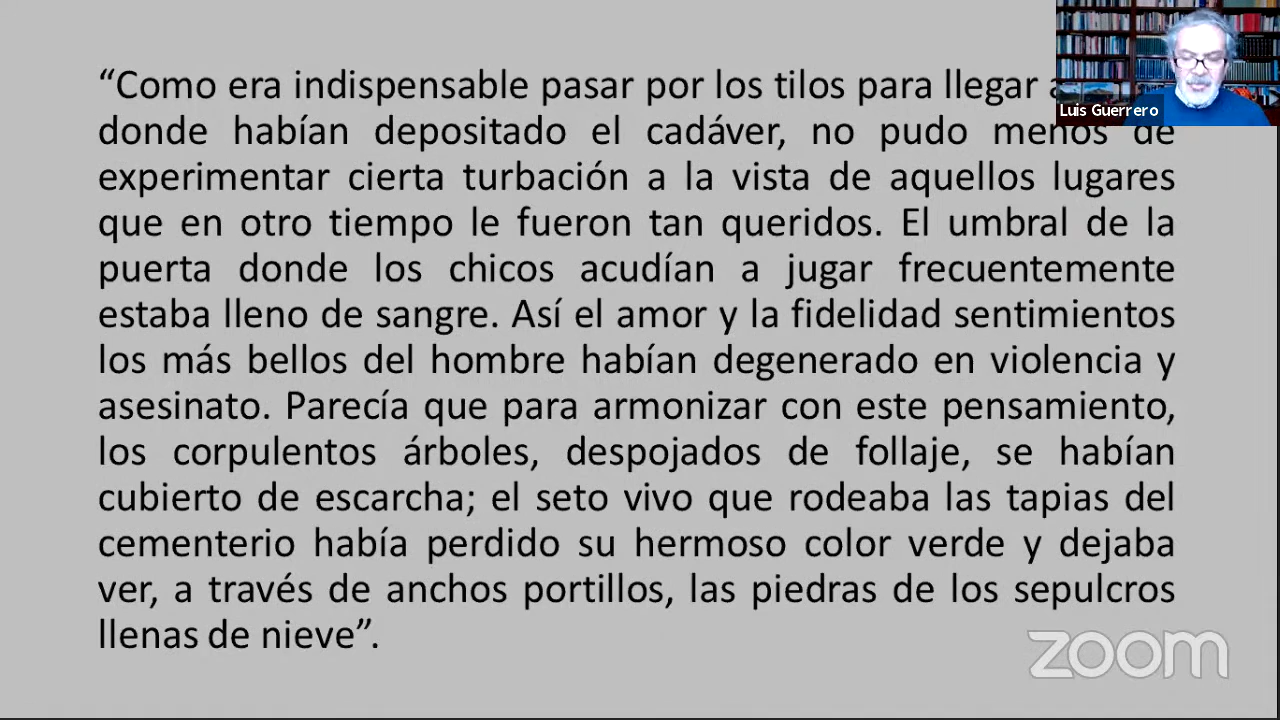 “Como era indispensable pasar por los tilos para llegar a
donde habían depositado el cadáver, no pudo menos de
experimentar cierta turbación a la vista de aquellos lugares
que en otro tiempo le fueron tan queridos. El umbral de la
puerta donde los chicos acudían a jugar frecuentemente
estaba lleno de sangre. Así el amor y la fidelidad sentimientos
los más bellos del hombre habían degenerado en violencia y
asesinato. Parecía que para armonizar con este pensamiento,
los corpulentos árboles, despojados de follaje, se habían
cubierto de escarcha; el seto vivo que rodeaba las tapias del
cementerio había perdido su hermoso color verde y dejaba
ver, a través de anchos portillos, las piedras de los sepulcros
llenas de nieve”.
Luis Guerrero
zoom